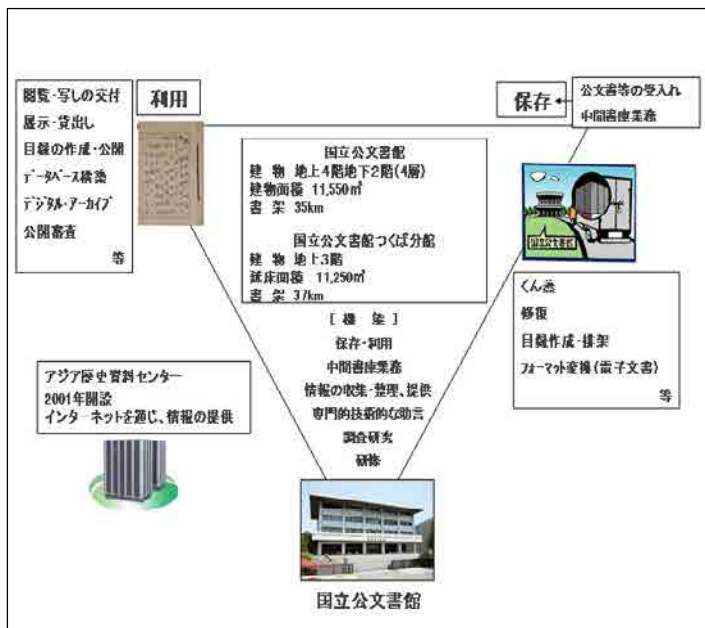 閲覧・写しの交付
展示・貸出し
目録の作成・公開
データベース構築
デジタル・アーカイブ
公開審査
等
利用
保存
公文書等の受入れ
中間書庫業務
国立公文書館
建 物 地上4階地下2階(4層)
建物面積 11,550㎡
書 架 35km
国立公文書館つくば分館
建 物 地上3階
延床面積 11,250㎡
書 架 37km
国立公文書館
[ 機 能 ]
保存・利用
中間書庫業務
情報の収集・整理、提供
専門的技術的な助言
調査研究
研修
くん蒸
修復
目録作成・排架
フォーマット変換(電子文書)
等
アジア歴史資料センター
2001年開設
インターネットを通じ、情報の提供
国立公文書館